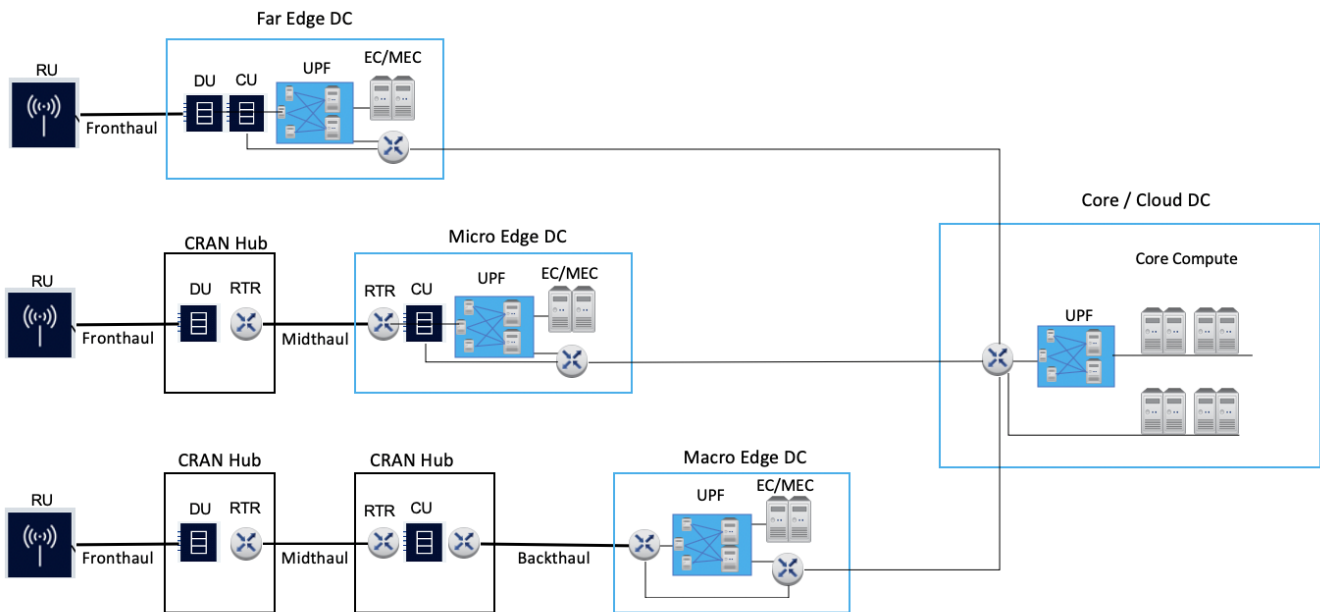 Far Edge DC
RU
DU
CU
UPF
EC/MEC
Fronthaul
Core / Cloud DC
Core Compute
UPF
CRAN Hub
Micro Edge DC
RU
DU
RTR
RTR
CU
UPF
EC/MEC
Fronthaul
Midthaul
CRAN Hub
CRAN Hub
Macro Edge DC
RU
DU
RTR
RTR
CU
UPF
EC/MEC
Fronthaul
Midthaul
Backthaul